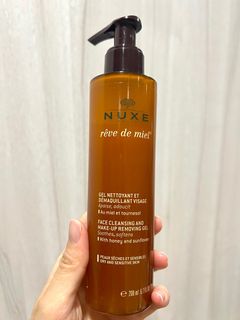 NUXE
rêve de miel®
GEL NETTOYANT ET
DÉMAQUILLANT VISAGE
Apaise, adoucit
Au miel et tournesol
FACE CLEANSING AND
MAKE-UP REMOVING GEL
Soothes, softens
With honey and sunflower
PEAUX SÈCHES ET SENSIBLES
DRY AND SENSITIVE SKIN
200 ml